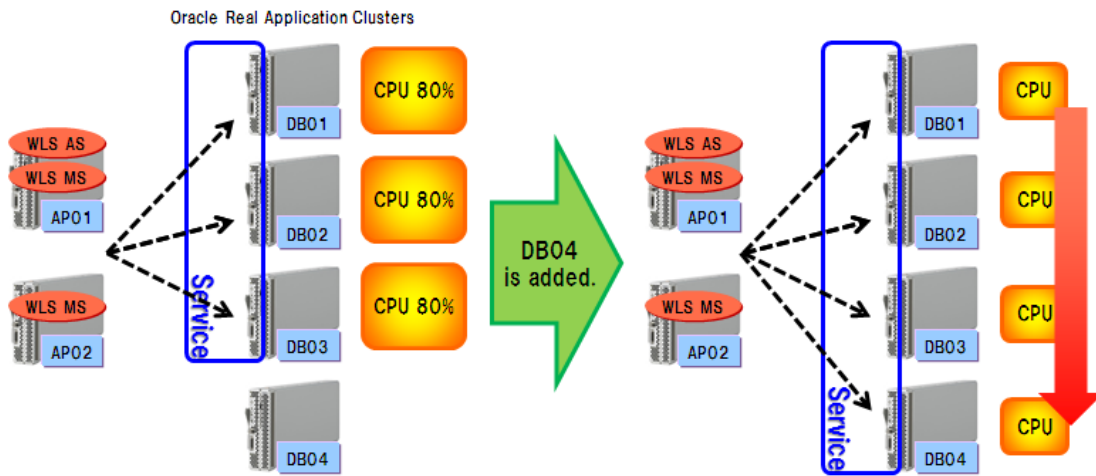 Oracle Real Application Clusters
WLS AS
WLS MS
AP01
WLS MS
AP02
Service
DB01
CPU 80%
DB02
CPU 80%
DB03
CPU 80%
DB04
DB04
is added.
WLS AS
WLS MS
AP01
WLS MS
AP02
Service
DB01
CPU
DB02
CPU
DB03
CPU
DB04
CPU